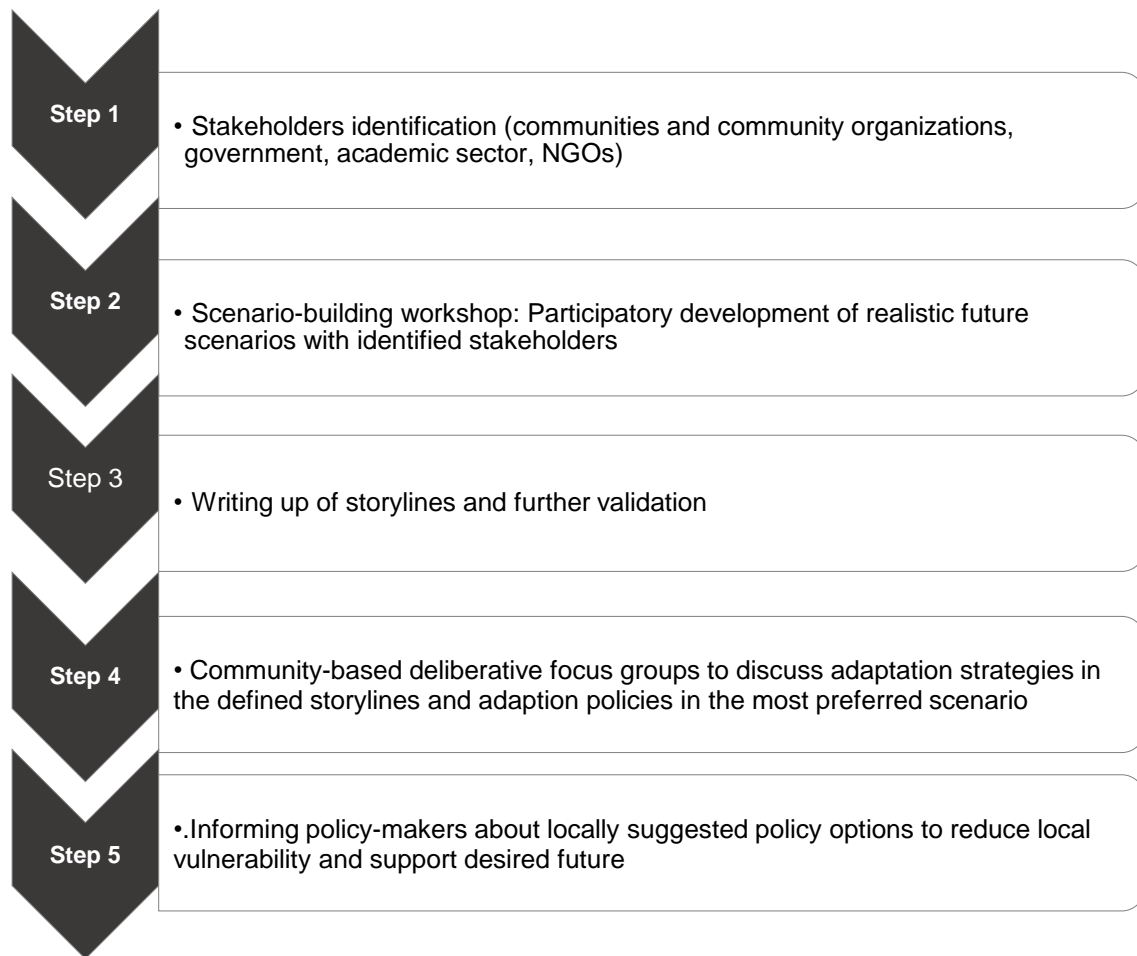 Step 1
• Stakeholders identification (communities and community organizations,
government, academic sector, NGOs)
Step 2
• Scenario-building workshop: Participatory development of realistic future
scenarios with identified stakeholders
Step 3
• Writing up of storylines and further validation
Step 4
• Community-based deliberative focus groups to discuss adaptation strategies in
the defined storylines and adaption policies in the most preferred scenario
Step 5
•.Informing policy-makers about locally suggested policy options to reduce local
vulnerability and support desired future